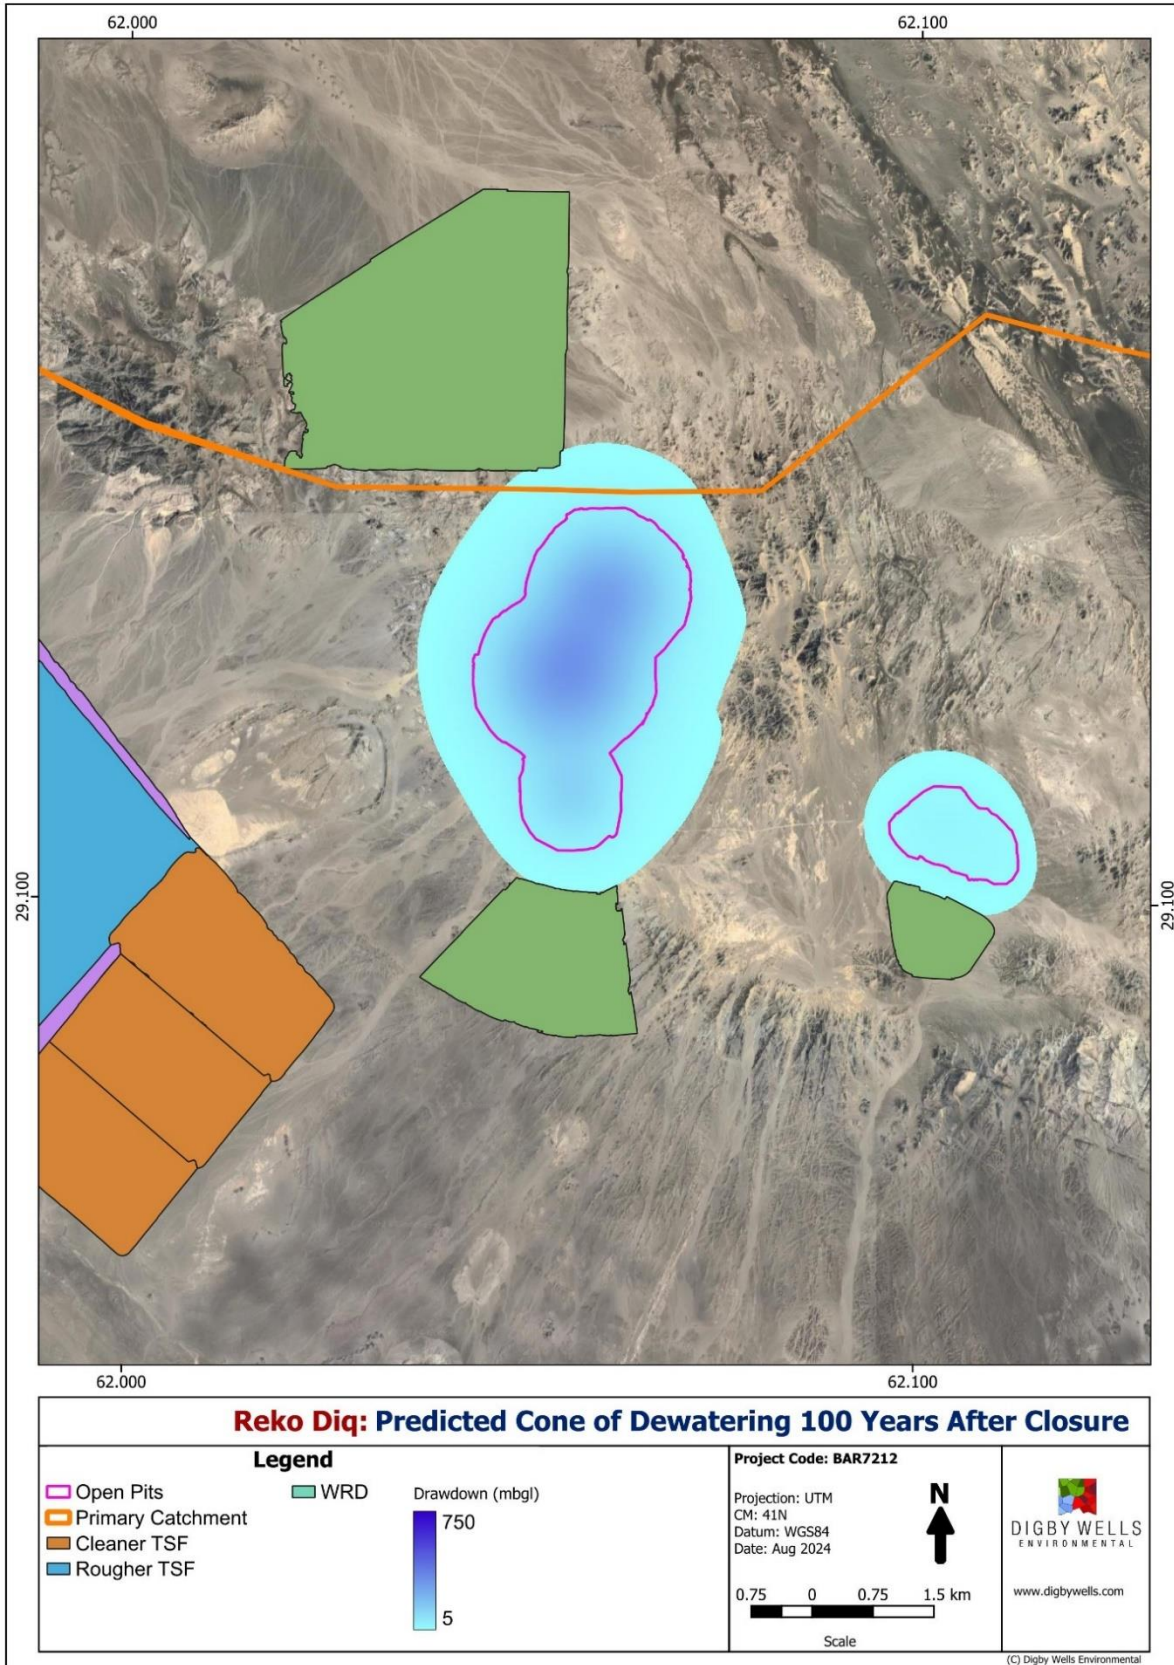 62.000
62.100
29.100
29.100
62.000
62.100
Reko Diq: Predicted Cone of Dewatering 100 Years After Closure
Legend
Open Pits
Primary Catchment
Cleaner TSF
Rougher TSF
WRD
Drawdown (mbgl)
750
5
Project Code: BAR7212
Projection: UTM
CM: 41N
Datum: WGS84
Date: Aug 2024
N
0.75 0 0.75 1.5 km
Scale
DIGBY WELLS
ENVIRONMENTAL
www.digbywells.com
(C) Digby Wells Environmental